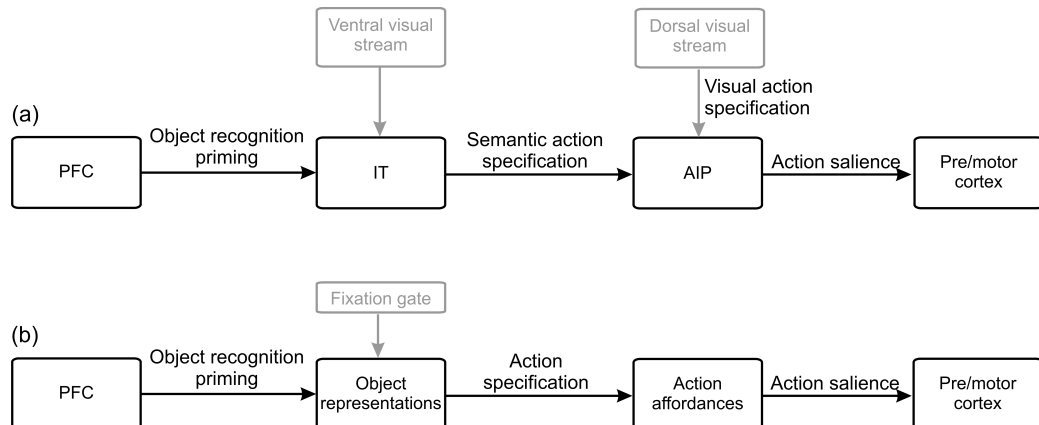 Ventral visual
stream
Dorsal visual
stream
(a)
Visual action
specification
Object recognition
priming
Semantic action
specification
Action salience
PFC
IT
AIP
Pre/motor
cortex
Fixation gate
(b)
Object recognition
priming
Action
specification
Action salience
PFC
Object
representations
Action
affordances
Pre/motor
cortex